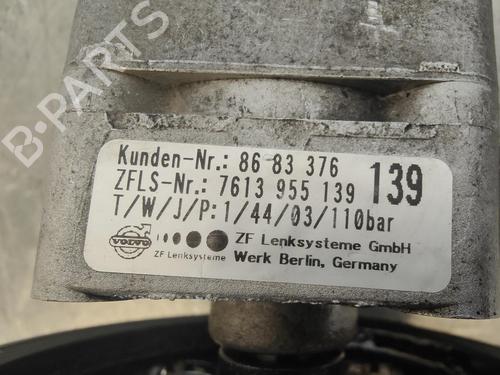 B-PARTS
Kunden-Nr.: 86 83 376
ZFLS-Nr.: 7613 955 139 139
T/W/J/P: 1/44/03/110bar
VOLVO
ZF Lenksysteme
ZF Lenksysteme GmbH
Werk Berlin, Germany